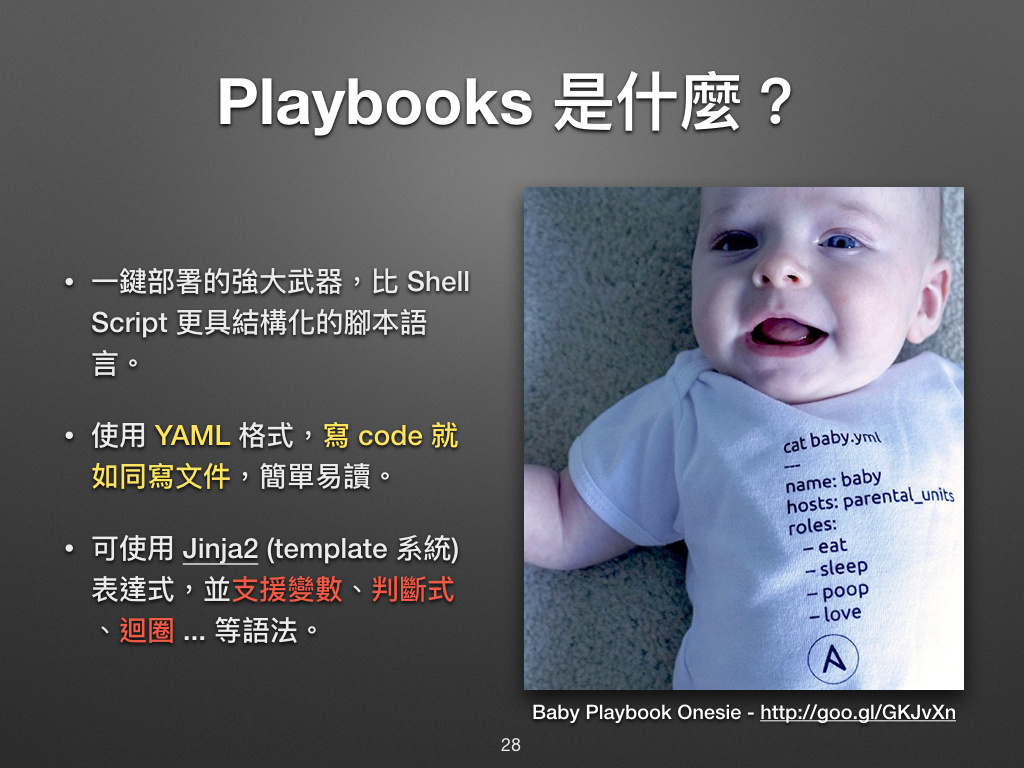 Playbooks 是什麼？
• 一鍵部署的強大武器，比 Shell
Script 更具結構化的腳本語
言。
• 使用 YAML 格式，寫 code 就
如同寫文件，簡單易讀。
• 可使用 Jinja2 (template 系統)
表達式，並支援變數、判斷式
、迴圈 ... 等語法。
cat baby.yml
---
name: baby
hosts: parental_units
roles:
– eat
– sleep
– poop
– love
A
Baby Playbook Onesie - http://goo.gl/GKJvXn
28